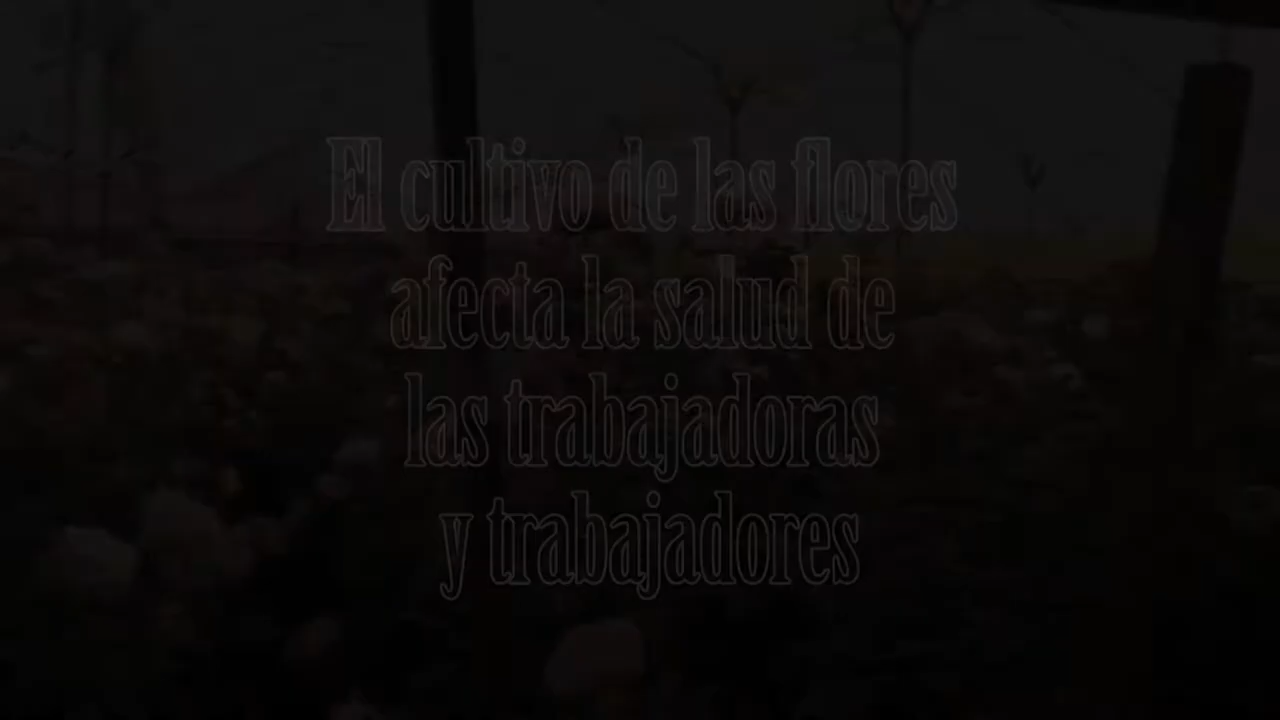 El cultivo de las flores
afecta la salud de
las trabajadoras
y trabajadores